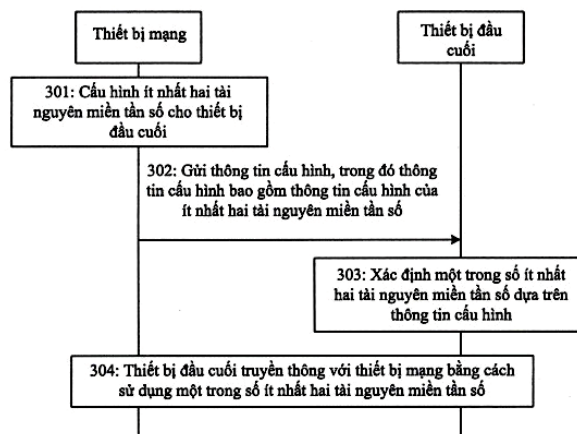 Thiết bị mạng
Thiết bị đầu
cuối
301: Cấu hình ít nhất hai tài
nguyên miền tần số cho thiết bị
đầu cuối
302: Gửi thông tin cấu hình, trong đó thông
tin cấu hình bao gồm thông tin cấu hình của
ít nhất hai tài nguyên miền tần số
303: Xác định một trong số ít nhất
hai tài nguyên miền tần số dựa trên
thông tin cấu hình
304: Thiết bị đầu cuối truyền thông với thiết bị mạng bằng cách
sử dụng một trong số ít nhất hai tài nguyên miền tần số